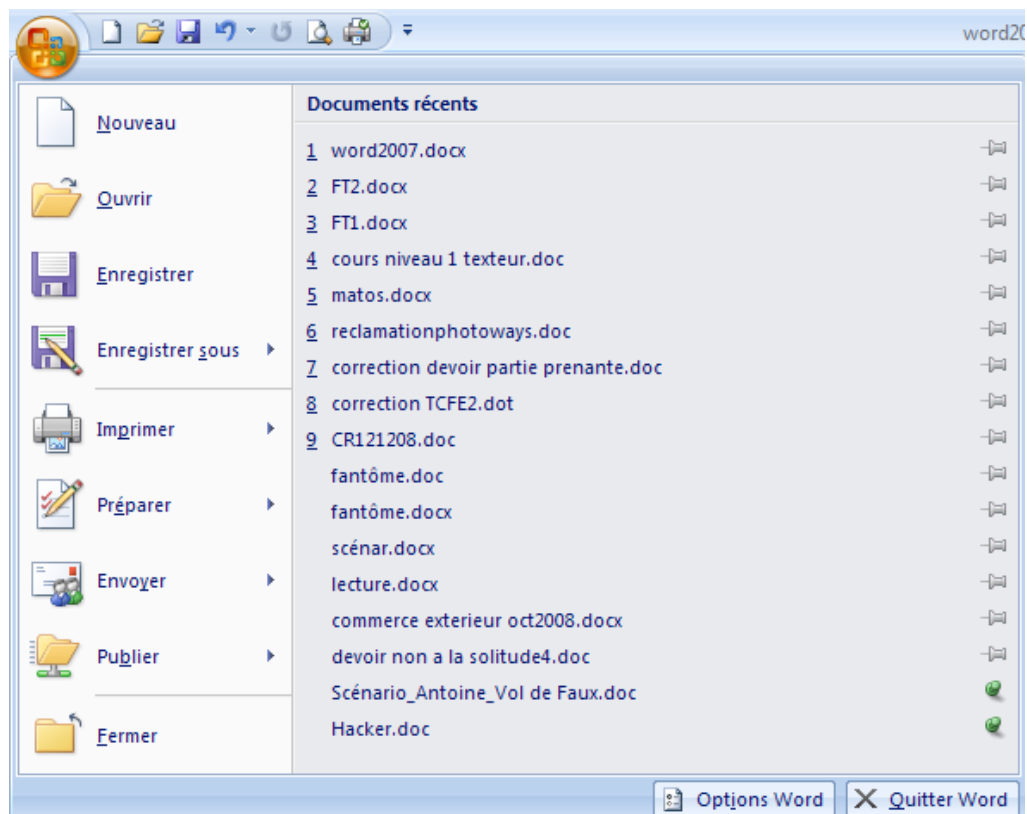 word20
Nouveau
Ouvrir
Enregistrer
Enregistrer sous
Imprimer
Préparer
Envoyer
Publier
Fermer
Documents récents
1 word2007.docx
2 FT2.docx
3 FT1.docx
4 cours niveau 1 texteur.doc
5 matos.docx
6 reclamationphotoways.doc
7 correction devoir partie prenante.doc
8 correction TCFE2.dot
9 CR121208.doc
fantôme.doc
fantôme.docx
scénar.docx
lecture.docx
commerce exterieur oct2008.docx
devoir non a la solitude4.doc
Scénario_Antoine_Vol de Faux.doc
Hacker.doc
Options Word
Quitter Word